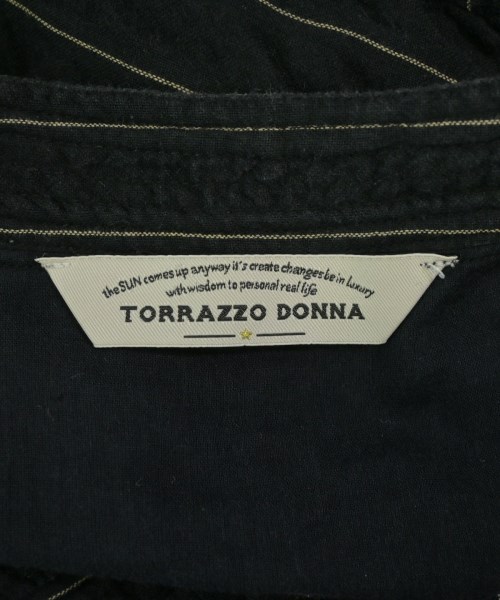 the SUN comes up anyway it's create changes be in luxury
with wisdom to personal real life
TORRAZZO DONNA